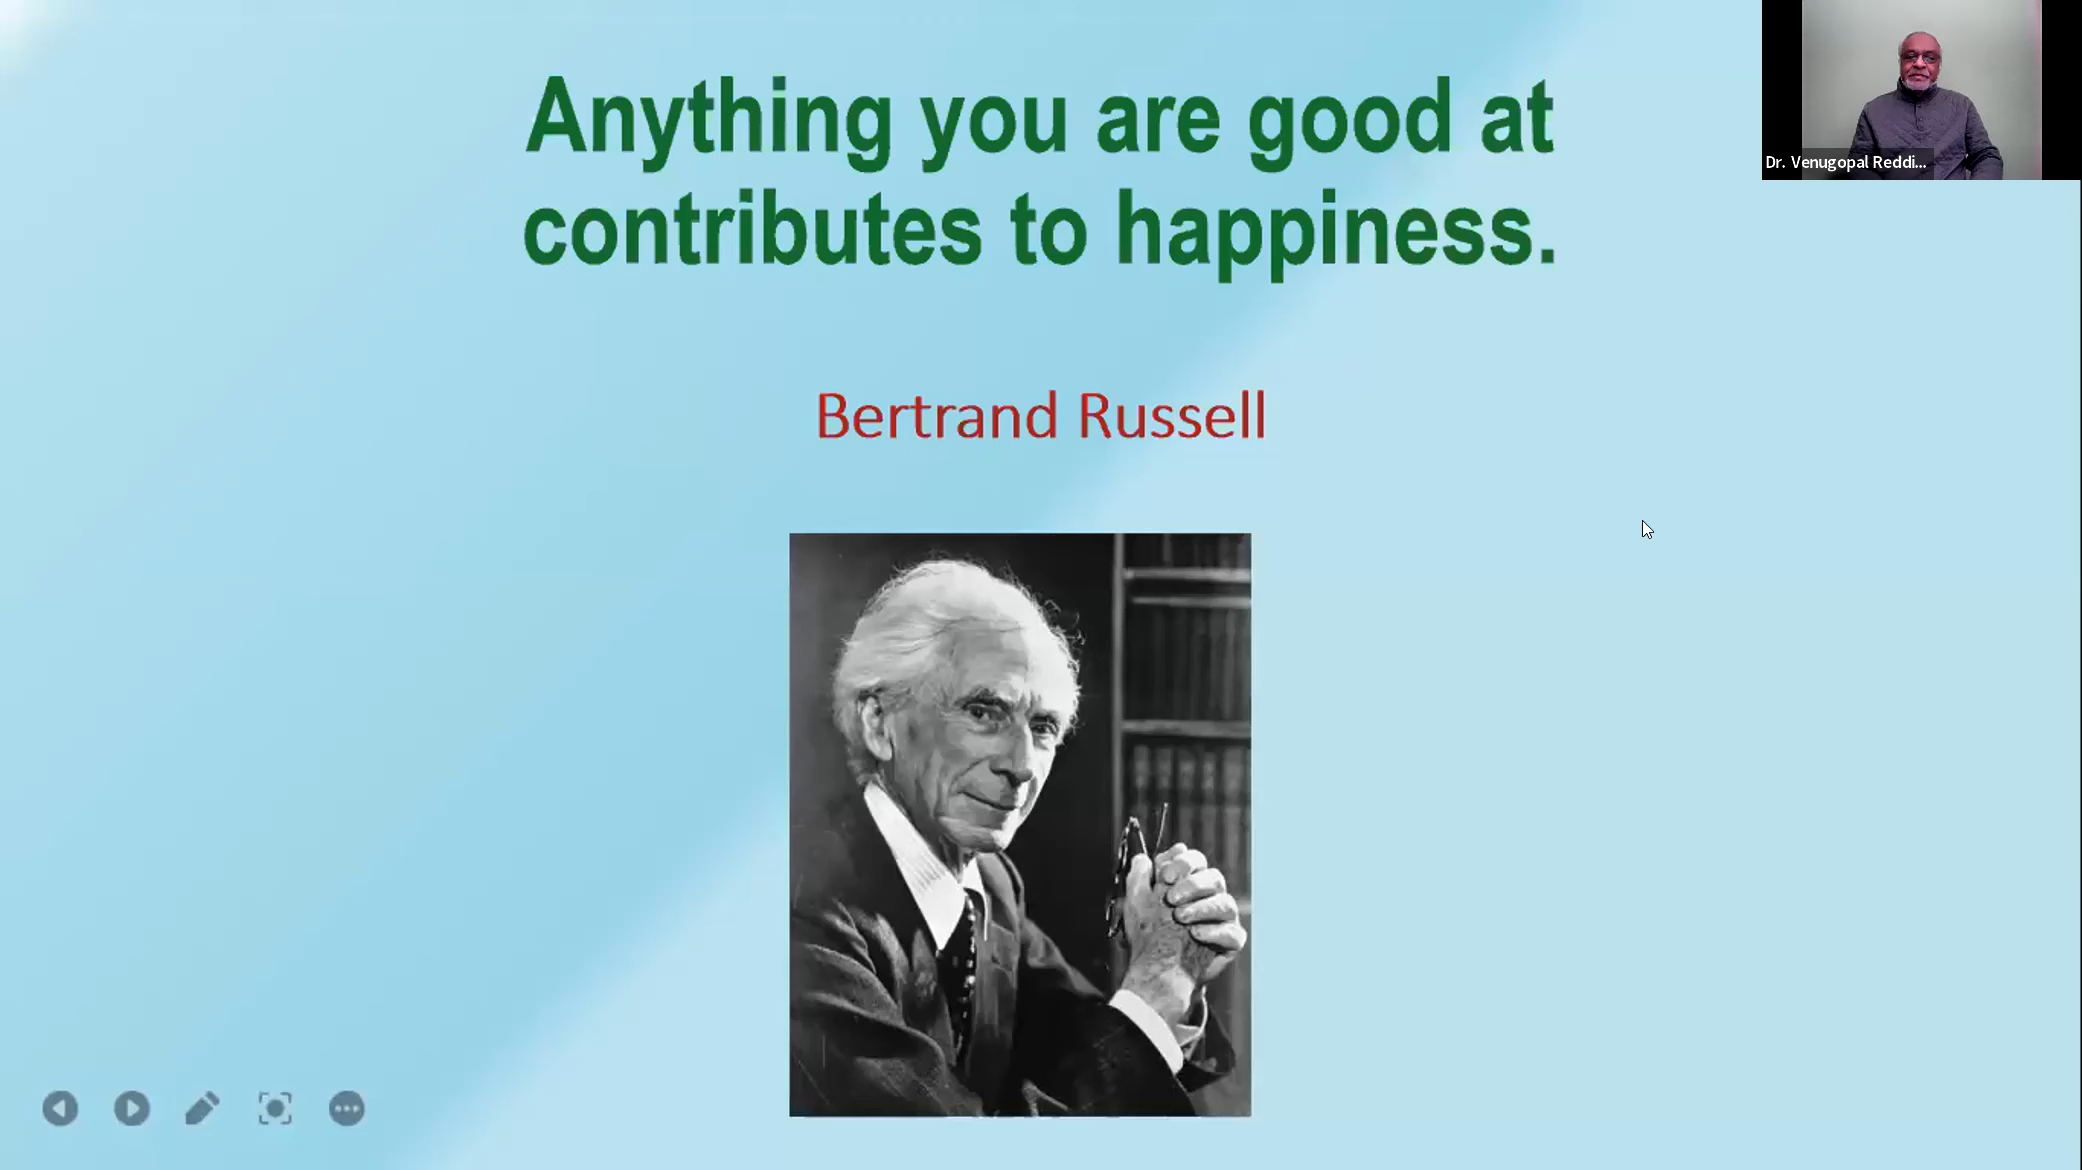 Anything you are good at
contributes to happiness.
Bertrand Russell
Dr. Venugopal Reddi...